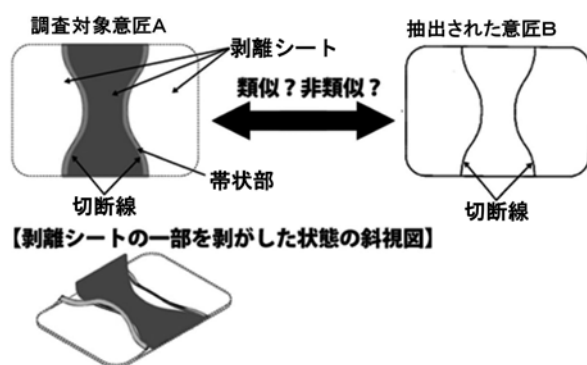 調査対象意匠A
抽出された意匠B
剥離シート
類似？非類似？
帯状部
切断線
切断線
【剥離シートの一部を剥がした状態の斜視図】